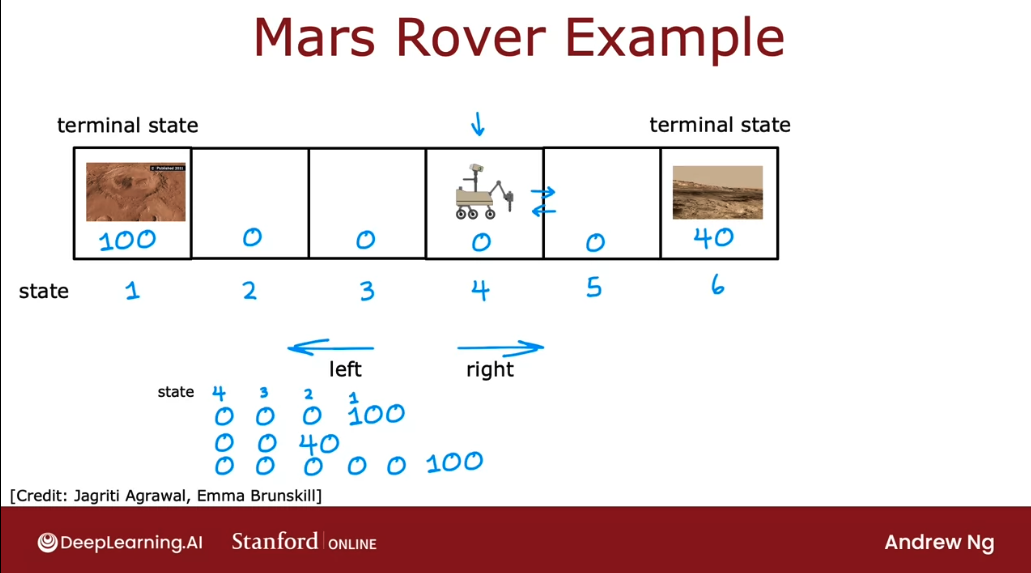 Mars Rover Example
terminal state
terminal state
100 0 0 0 0 40
state 1 2 3 4 5 6
left right
state 4 3 2 1
0 0 0 100
0 0 40
0 0 0 0 0 100
[Credit: Jagriti Agrawal, Emma Brunskill]
DeepLearning.AI Stanford ONLINE Andrew Ng